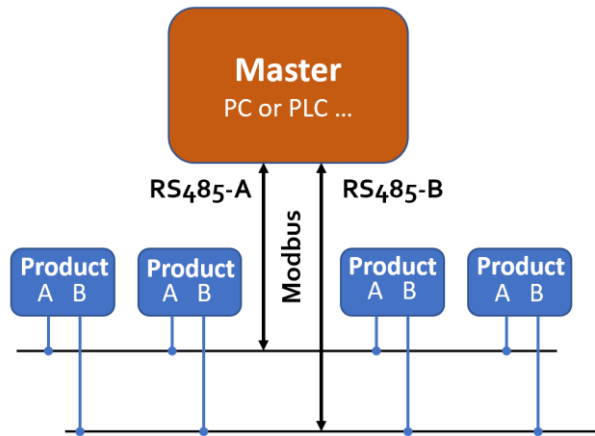 Master
PC or PLC ...
RS485-A
RS485-B
Modbus
Product
A B
Product
A B
Product
A B
Product
A B